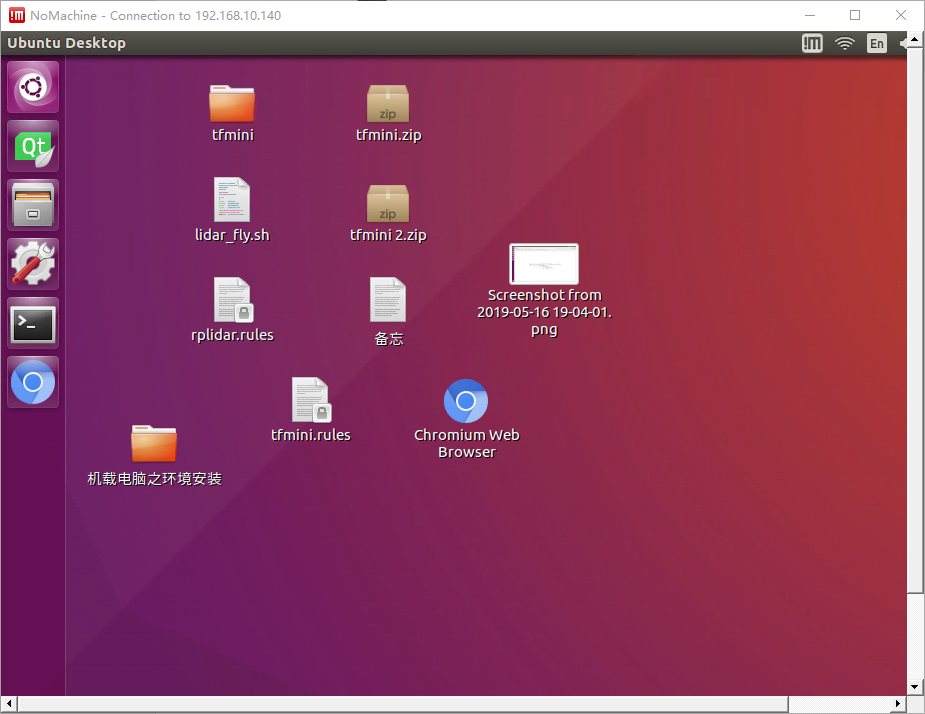 NoMachine - Connection to 192.168.10.140
Ubuntu Desktop
!M
En
Qt
tfmini
zip
tfmini.zip
lidar_fly.sh
zip
tfmini 2.zip
Screenshot from
2019-05-16 19-04-01.
png
rplidar.rules
备忘
tfmini.rules
Chromium Web
Browser
机载电脑之环境安装